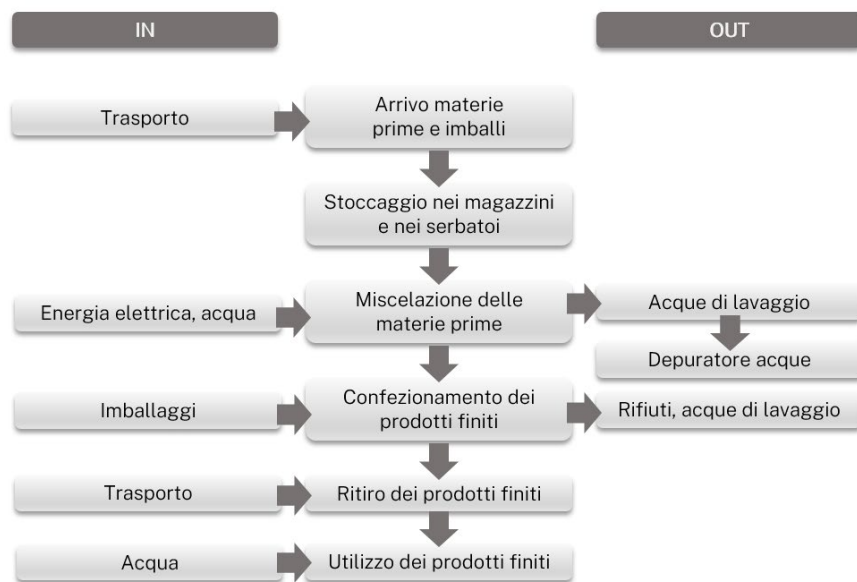 IN
OUT
Trasporto
Arrivo materie
prime e imballi
Stoccaggio nei magazzini
e nei serbatoi
Energia elettrica, acqua
Miscelazione delle
materie prime
Acque di lavaggio
Depuratore acque
Imballaggi
Confezionamento dei
prodotti finiti
Rifiuti, acque di lavaggio
Trasporto
Ritiro dei prodotti finiti
Acqua
Utilizzo dei prodotti finiti